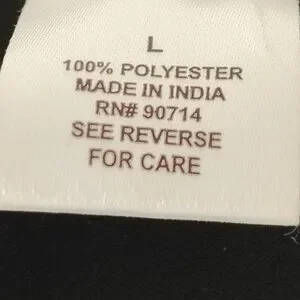 L
100% POLYESTER
MADE IN INDIA
RN# 90714
SEE REVERSE
FOR CARE